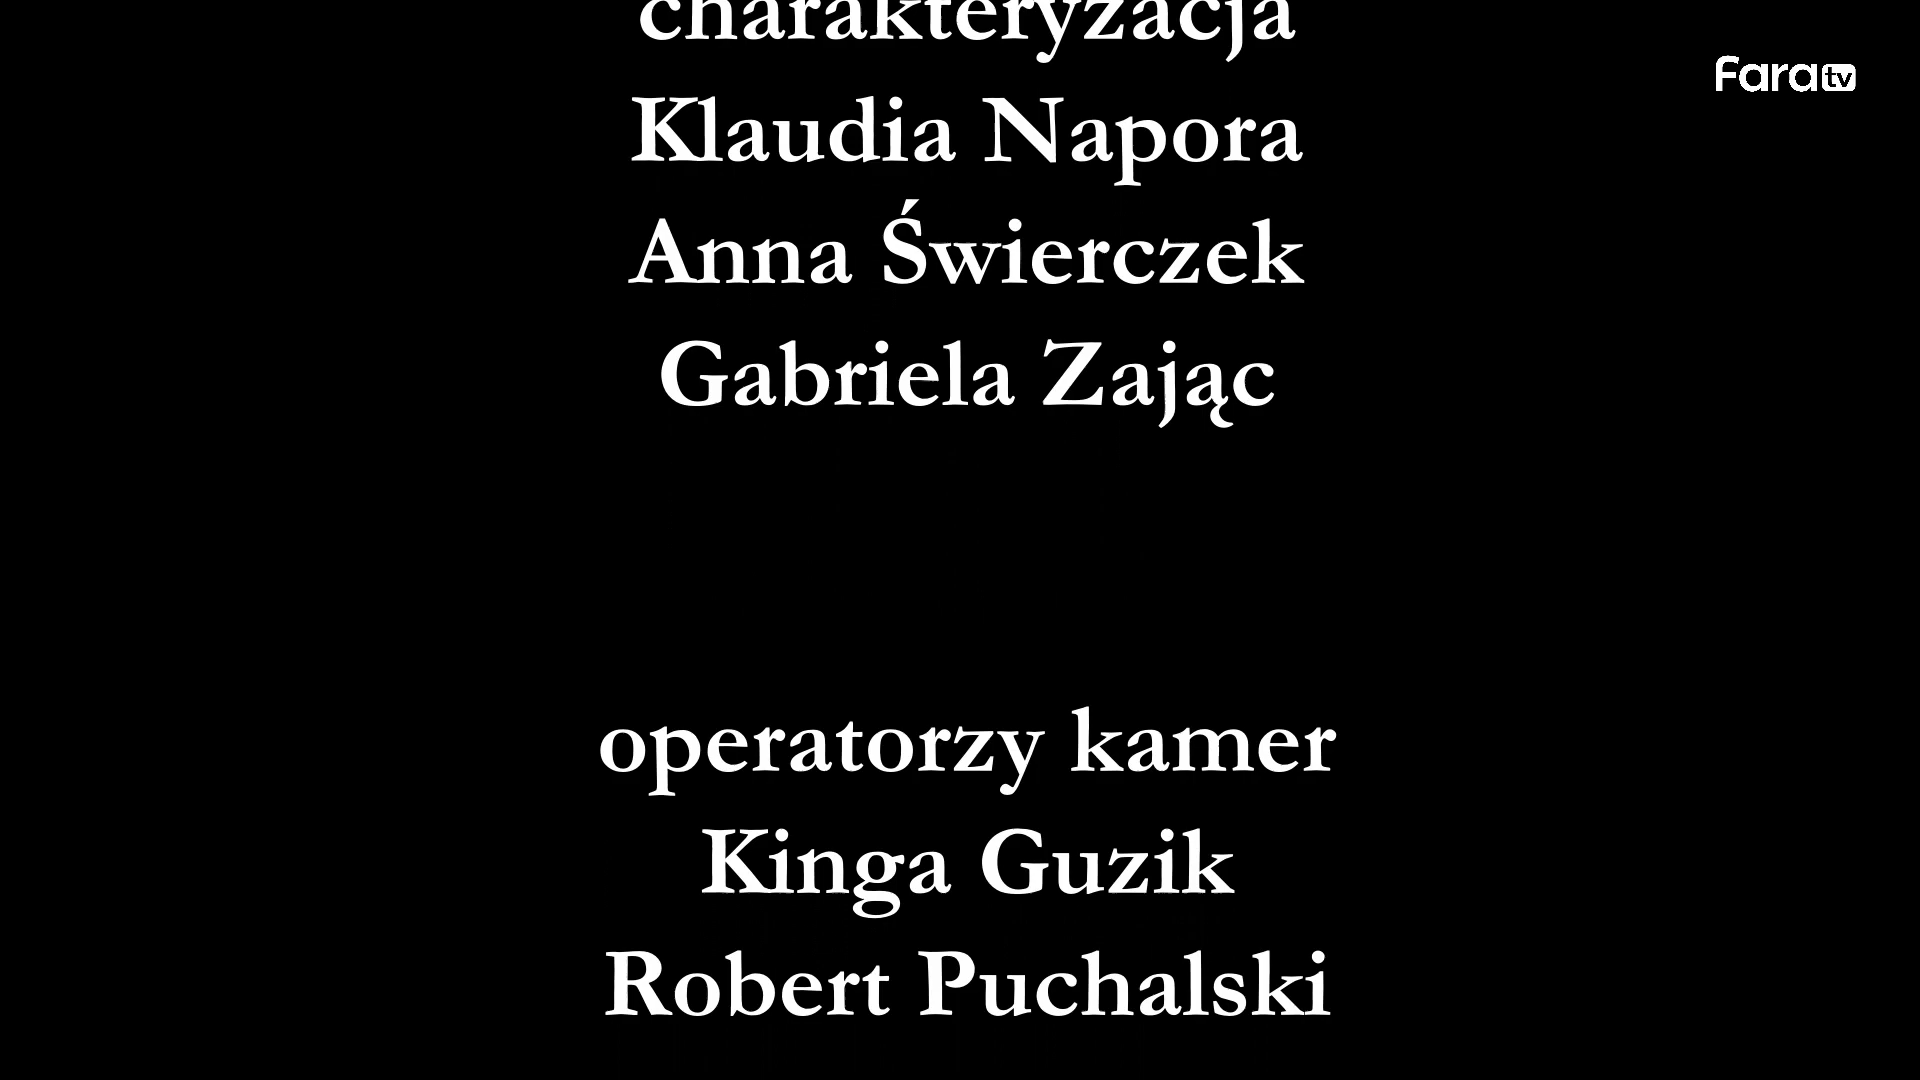 charakteryzacja
Fara tv
Klaudia Napora
Anna Świerczek
Gabriela Zając
operatorzy kamer
Kinga Guzik
Robert Puchalski